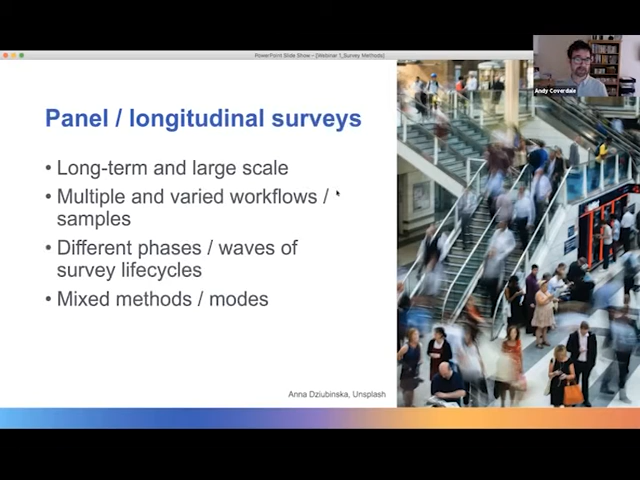 PowerPoint Slide Show - [Webinar 1_Survey Methods]
Andy Coverdale
Panel / longitudinal surveys
• Long-term and large scale
• Multiple and varied workflows /
samples
• Different phases / waves of
survey lifecycles
• Mixed methods / modes
Anna Dziubinska, Unsplash